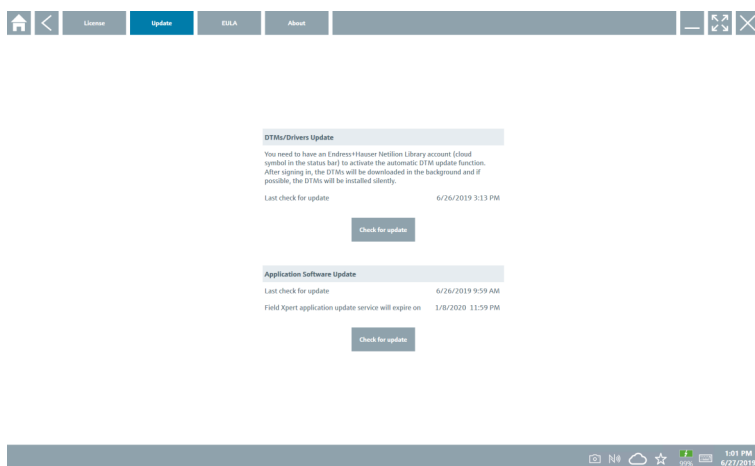 License Update EULA About
DTMs/Drivers Update
You need to have an Endress+Hauser Netilion Library account (cloud
symbol in the status bar) to activate the automatic DTM update function.
After signing in, the DTMs will be downloaded in the background and if
possible, the DTMs will be installed silently.
Last check for update 6/26/2019 3:13 PM
Check for update
Application Software Update
Last check for update 6/26/2019 9:59 AM
Field Xpert application update service will expire on 1/8/2020 11:59 PM
Check for update
1:01 PM
99% 6/27/2019